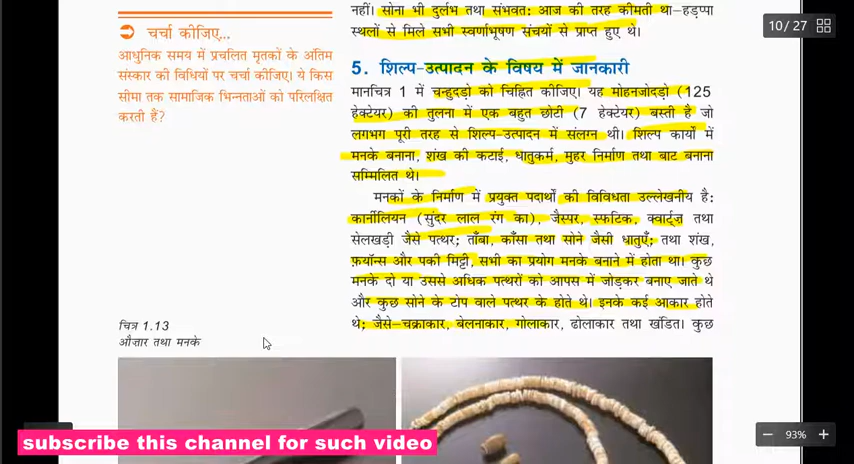 नहीं। सोना भी दुर्लभ तथा संभवत: आज की तरह कीमती था–हड़प्पा
स्थलों से मिले सभी स्वर्णाभूषण संचयों से प्राप्त हुए थे।
चर्चा कीजिए...
आधुनिक समय में प्रचलित मृतकों के अंतिम
संस्कार की विधियों पर चर्चा कीजिए। ये किस
सीमा तक सामाजिक भिन्नताओं को परिलक्षित
करती हैं?
5. शिल्प-उत्पादन के विषय में जानकारी
मानचित्र 1 में चन्हुदड़ो को चिह्नित कीजिए। यह मोहनजोदड़ो (125
हेक्टेयर) की तुलना में एक बहुत छोटी (7 हेक्टेयर) बस्ती है जो
लगभग पूरी तरह से शिल्प-उत्पादन में संलग्न थी। शिल्प कार्यों में
मनके बनाना, शंख की कटाई, धातुकर्म, मुहर निर्माण तथा बाट बनाना
सम्मिलित थे।
मनकों के निर्माण में प्रयुक्त पदार्थों की विविधता उल्लेखनीय है:
कार्नीलियन (सुंदर लाल रंग का), जैस्पर, स्फटिक, क्वार्ट्ज़ तथा
सेलखड़ी जैसे पत्थर; ताँबा, काँसा तथा सोने जैसी धातुएँ; तथा शंख,
फ़यॉन्स और पकी मिट्टी, सभी का प्रयोग मनके बनाने में होता था। कुछ
मनके दो या उससे अधिक पत्थरों को आपस में जोड़कर बनाए जाते थे
और कुछ सोने के टोप वाले पत्थर के होते थे। इनके कई आकार होते
थे; जैसे–चक्राकार, बेलनाकार, गोलाकार, ढोलाकार तथा खंडित। कुछ
चित्र 1.13
औज़ार तथा मनके
10 / 27
93%
subscribe this channel for such video